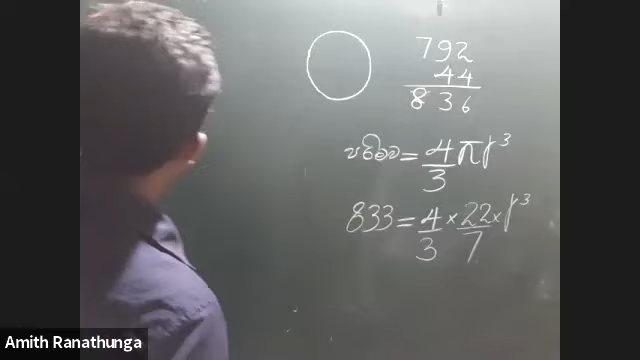 792
44
836
පරිමාව = 4/3 πr³
833 = 4/3 × 22/7 × r³
Amith Ranathunga